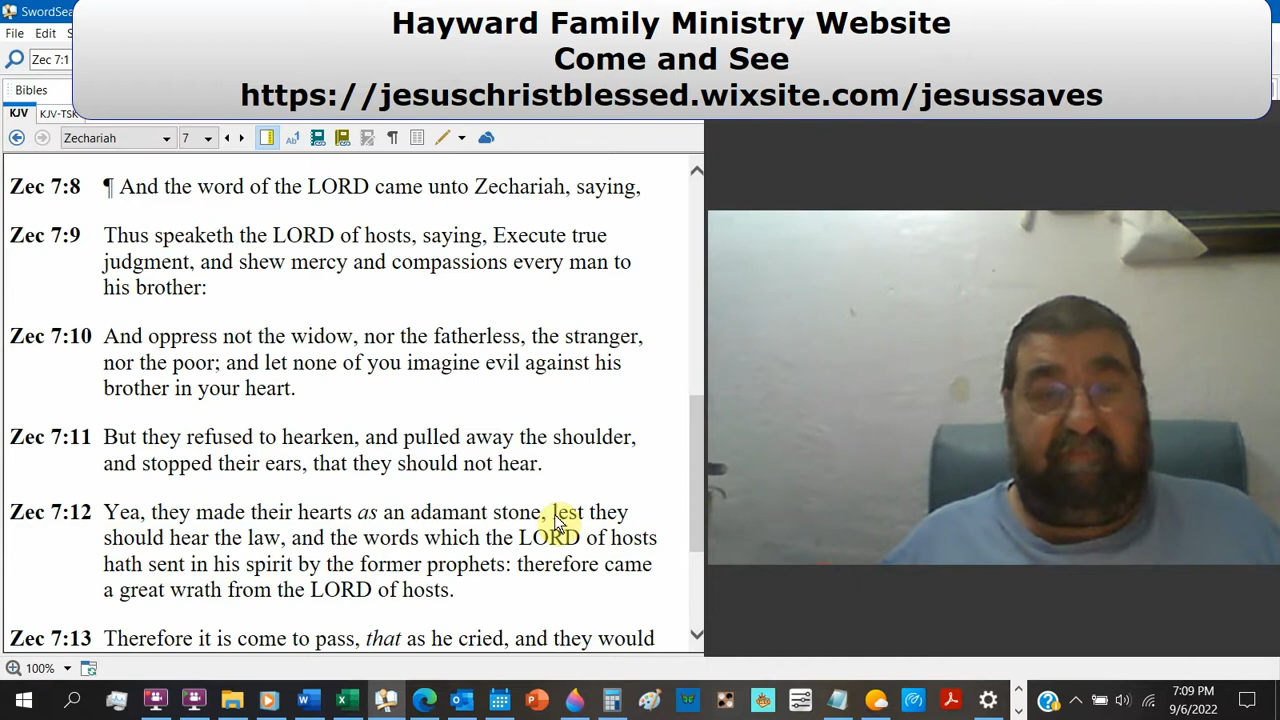 SwordSea
Hayward Family Ministry Website
Come and See
https://jesuschristblessed.wixsite.com/jesussaves
File Edit S
Zec 7:1
Bibles
KJV KJV-TSK
Zechariah 7
Zec 7:8 ¶ And the word of the LORD came unto Zechariah, saying,
Zec 7:9 Thus speaketh the LORD of hosts, saying, Execute true
judgment, and shew mercy and compassions every man to
his brother:
Zec 7:10 And oppress not the widow, nor the fatherless, the stranger,
nor the poor; and let none of you imagine evil against his
brother in your heart.
Zec 7:11 But they refused to hearken, and pulled away the shoulder,
and stopped their ears, that they should not hear.
Zec 7:12 Yea, they made their hearts as an adamant stone, lest they
should hear the law, and the words which the LORD of hosts
hath sent in his spirit by the former prophets: therefore came
a great wrath from the LORD of hosts.
Zec 7:13 Therefore it is come to pass, that as he cried, and they would
100%
7:09 PM
9/6/2022